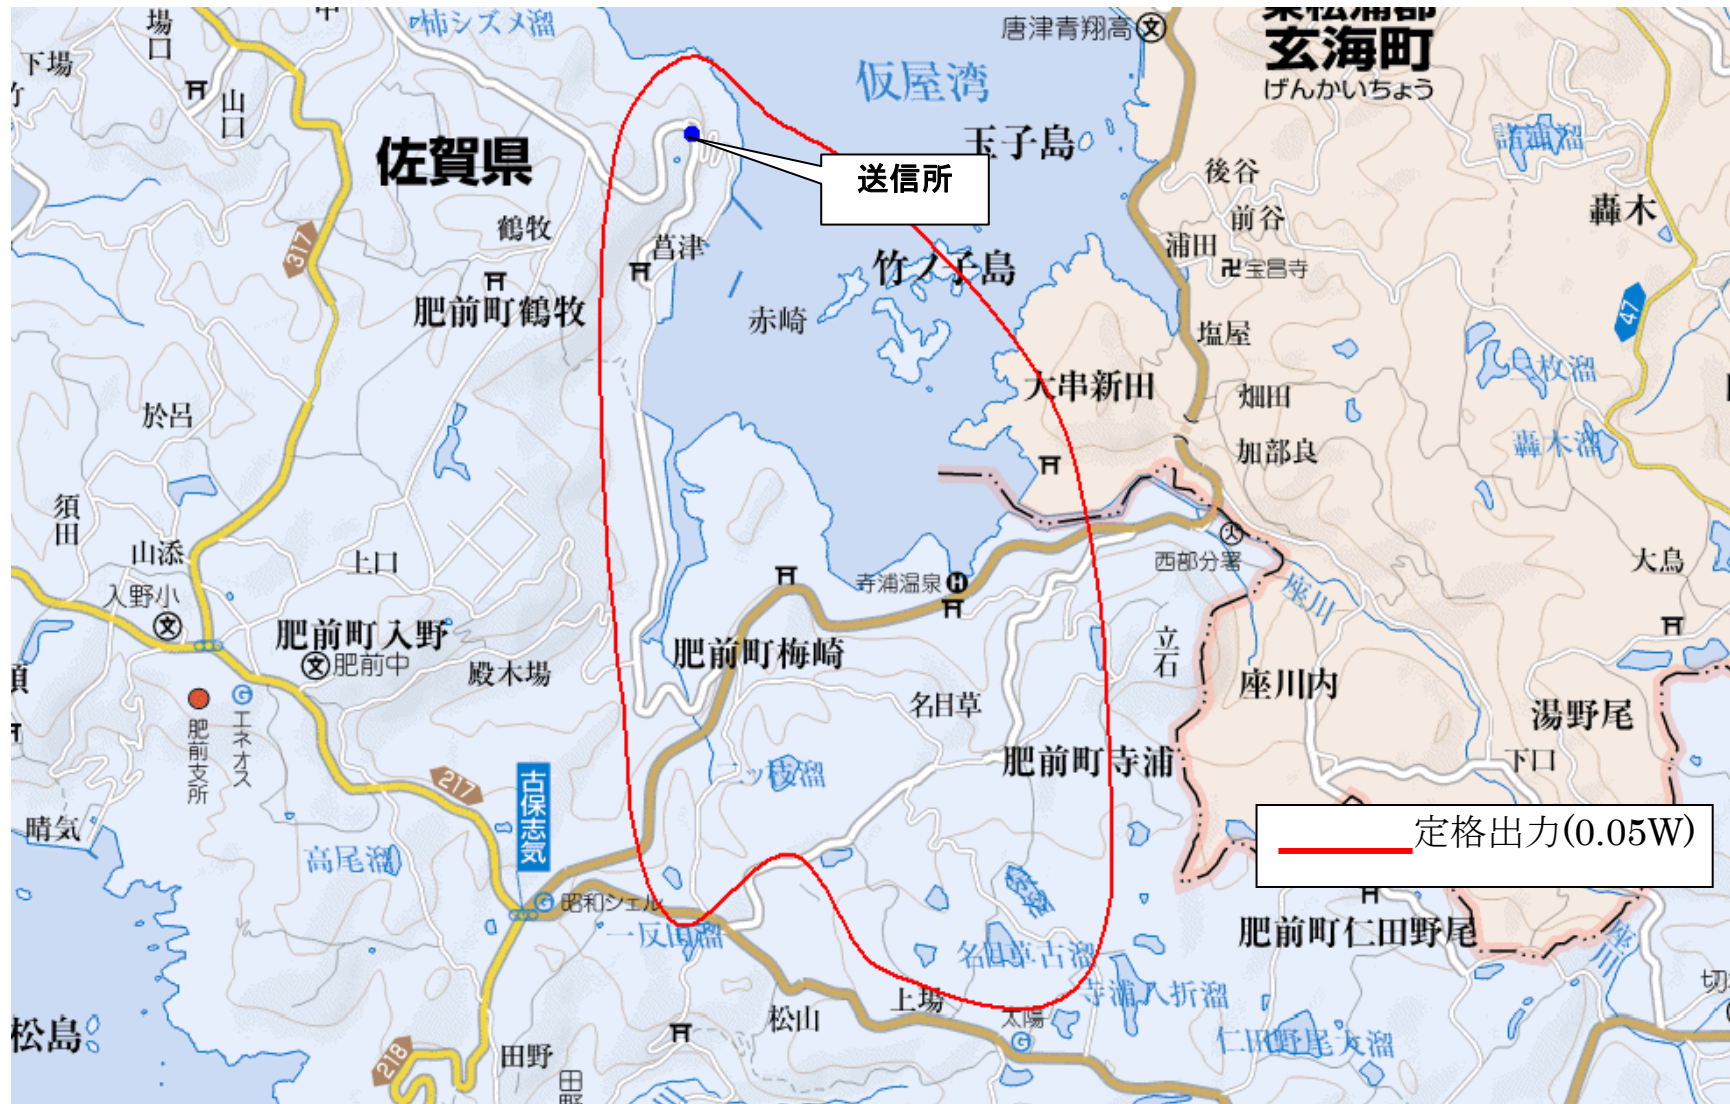 柿シズメ溜
場口
中
唐津青翔高
東松浦郡
玄海町
げんかいちょう
下場
竹
山口
仮屋湾
佐賀県
玉子島
諸浦溜
送信所
後谷
前谷
轟木
鶴牧
菖津
浦田
宝昌寺
317
竹ノ子島
肥前町鶴牧
赤崎
塩屋
47
三枚溜
大串新田
畑田
於呂
加部良
轟木溜
須田
山添
上口
西部分署
大鳥
入野小
寺浦温泉
座川
肥前町入野
肥前中
殿木場
肥前町梅崎
立石
座川内
名目草
湯野尾
肥前支所
エネオス
肥前町寺浦
下口
二ッ枝溜
217
古保志気
晴気
高尾溜
定格出力(0.05W)
昭和シェル
一反田溜
肥前町仁田野尾
名目草古溜
座川
寺浦八折溜
切
松島
松山
上場
太陽
仁田野尾大溜
218
田野
田野